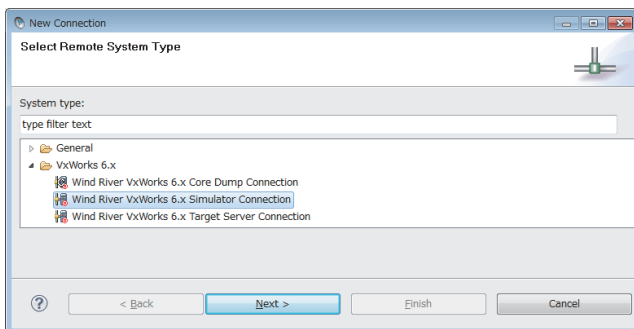 New Connection
Select Remote System Type
System type:
type filter text
General
VxWorks 6.x
Wind River VxWorks 6.x Core Dump Connection
Wind River VxWorks 6.x Simulator Connection
Wind River VxWorks 6.x Target Server Connection
? < Back Next > Finish Cancel